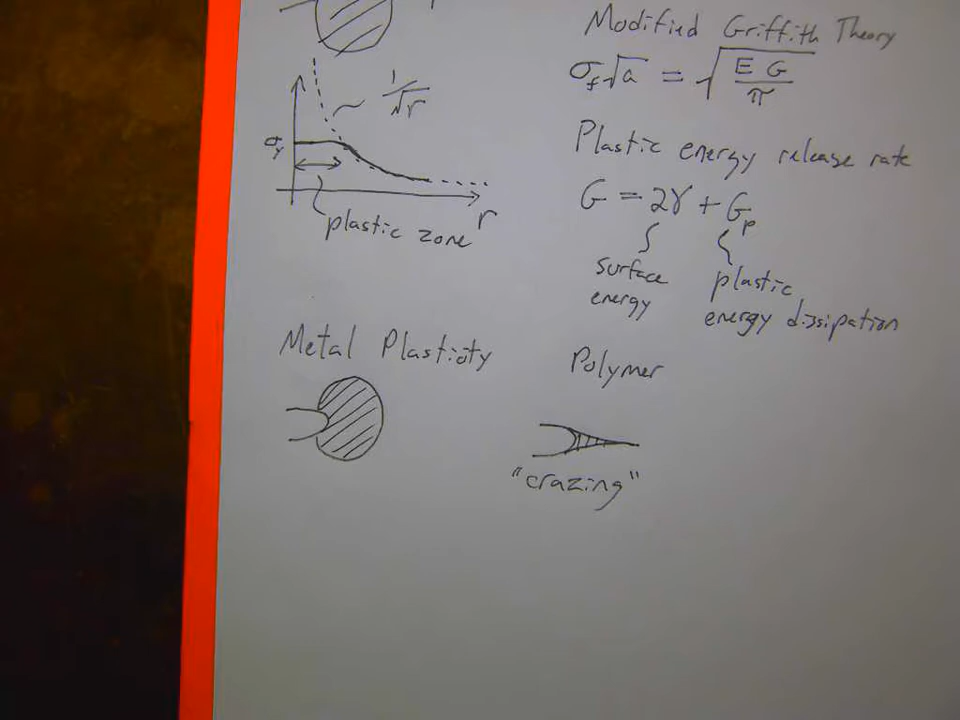 1/√r
σy
r
plastic zone
Modified Griffith Theory
σf√a = √(E G/π)
Plastic energy release rate
G = 2γ + Gp
surface
energy
plastic
energy dissipation
Metal Plasticity
Polymer
"crazing"